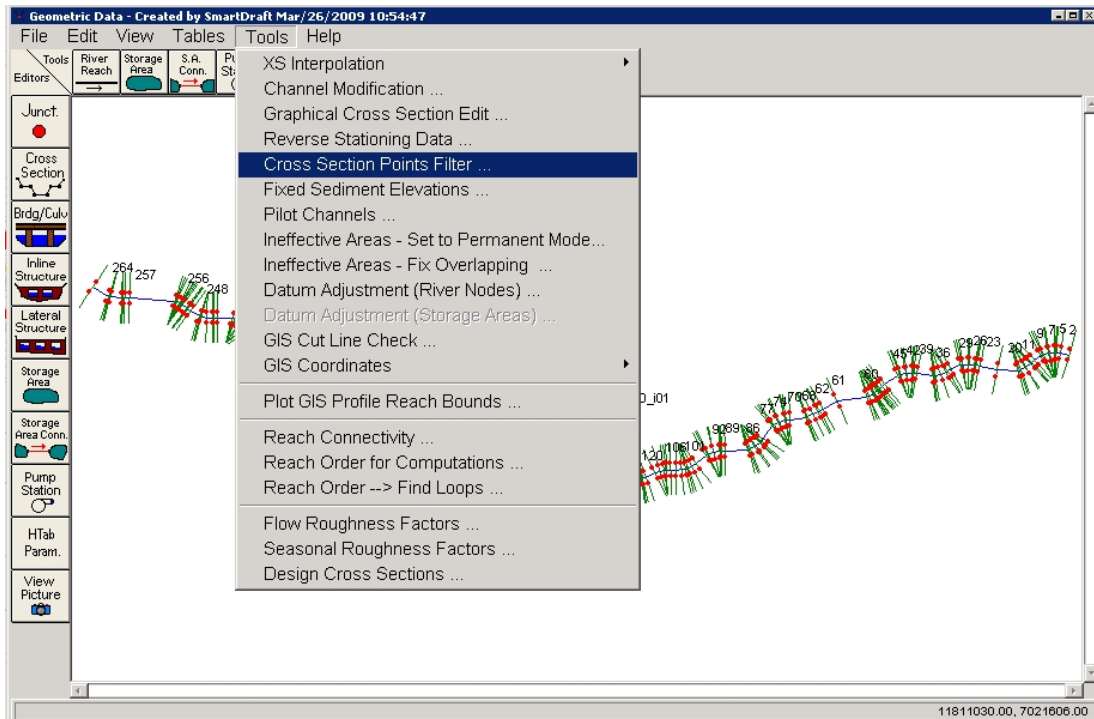 Geometric Data - Created by SmartDraft Mar/26/2009 10:54:47
File Edit View Tables Tools Help
Tools
Editors
River
Reach
Storage
Area
S.A.
Conn.
Junct.
Cross
Section
Brdg/Culv
Inline
Structure
Lateral
Structure
Storage
Area
Storage
Area Conn.
Pump
Station
HTab
Param.
View
Picture
XS Interpolation
Channel Modification ...
Graphical Cross Section Edit ...
Reverse Stationing Data ...
Cross Section Points Filter ...
Fixed Sediment Elevations ...
Pilot Channels ...
Ineffective Areas - Set to Permanent Mode...
Ineffective Areas - Fix Overlapping ...
Datum Adjustment (River Nodes) ...
Datum Adjustment (Storage Areas) ...
GIS Cut Line Check ...
GIS Coordinates
Plot GIS Profile Reach Bounds ...
Reach Connectivity ...
Reach Order for Computations ...
Reach Order --> Find Loops ...
Flow Roughness Factors ...
Seasonal Roughness Factors ...
Design Cross Sections ...
264
257
256
248
0_i01
120
86
62
61
60
36
23
11
2
11811030.00, 7021606.00